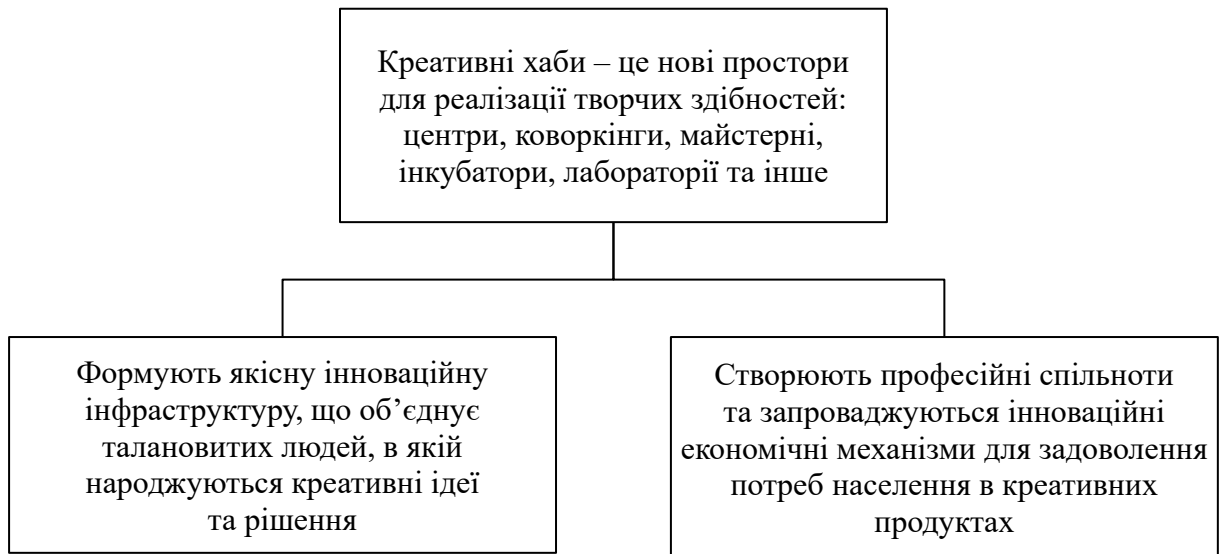 Креативні хаби – це нові простори
для реалізації творчих здібностей:
центри, коворкінги, майстерні,
інкубатори, лабораторії та інше
Формують якісну інноваційну
інфраструктуру, що об’єднує
талановитих людей, в якій
народжуються креативні ідеї
та рішення
Створюють професійні спільноти
та запроваджуються інноваційні
економічні механізми для задоволення
потреб населення в креативних
продуктах